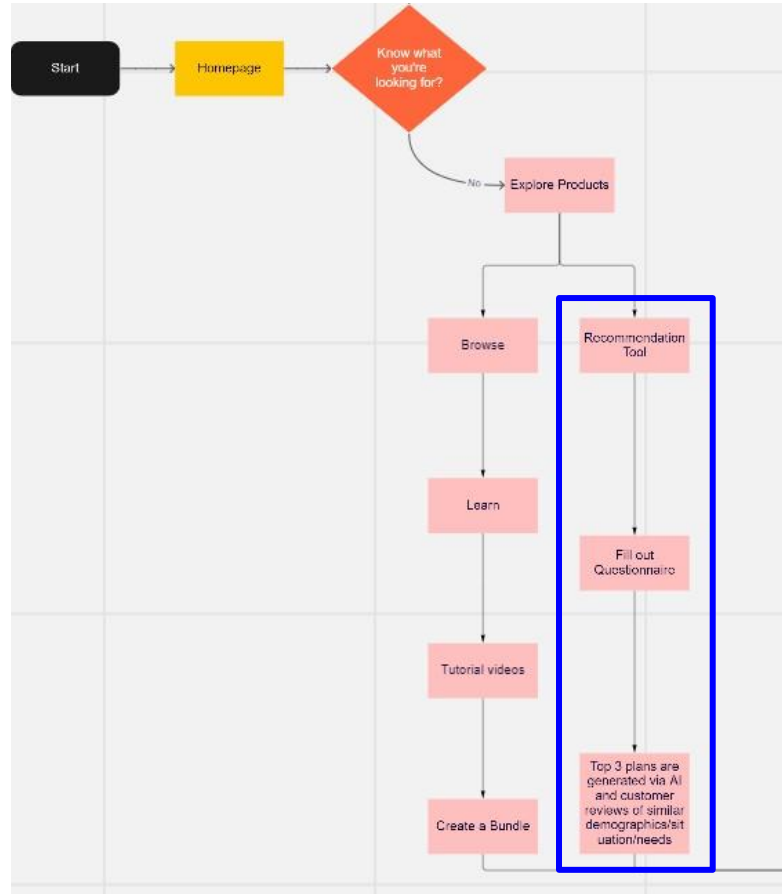 Start
Homepage
Know what
you're
looking for?
No
Explore Products
Browse
Recommendation
Tool
Learn
Fill out
Questionnaire
Tutorial videos
Top 3 plans are
generated via AI
and customer
reviews of similar
demographics/sit
uation/needs
Create a Bundle